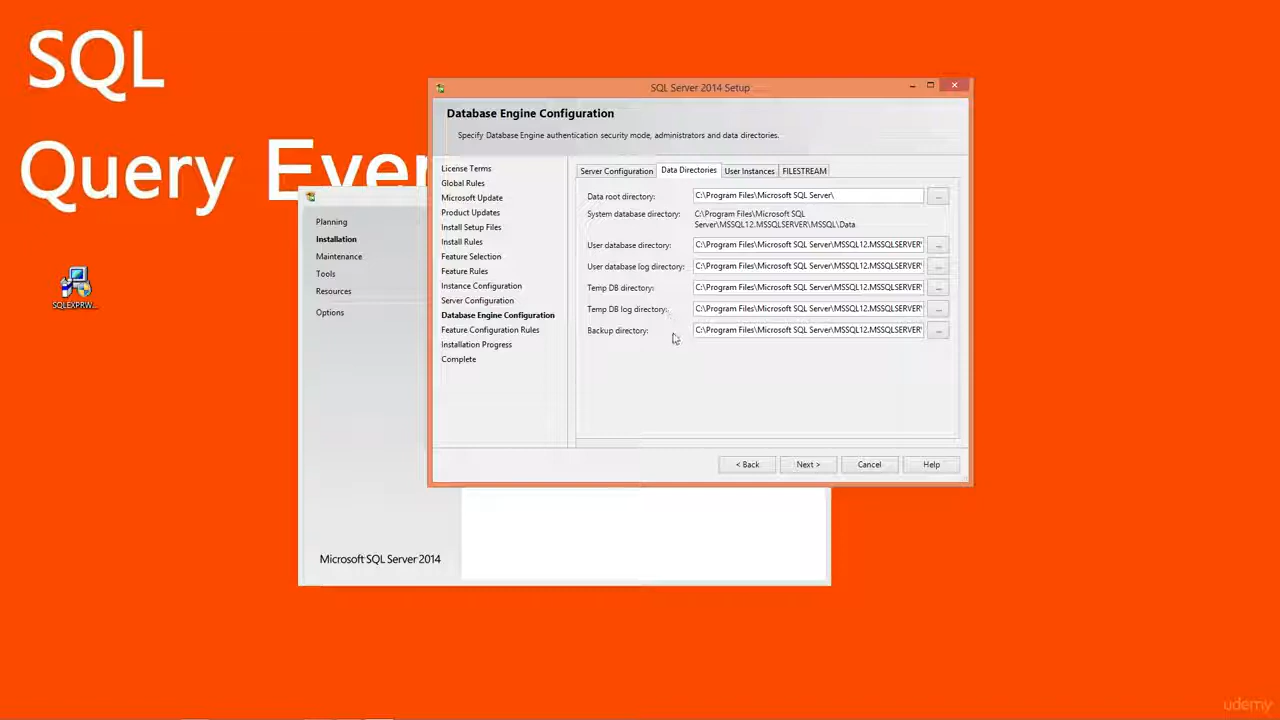 SQL
Query Ever
SQLEXPRW...
Planning
Installation
Maintenance
Tools
Resources
Options
Microsoft SQL Server 2014
SQL Server 2014 Setup
Database Engine Configuration
Specify Database Engine authentication security mode, administrators and data directories.
License Terms
Global Rules
Microsoft Update
Product Updates
Install Setup Files
Install Rules
Feature Selection
Feature Rules
Instance Configuration
Server Configuration
Database Engine Configuration
Feature Configuration Rules
Installation Progress
Complete
Server Configuration Data Directories User Instances FILESTREAM
Data root directory: C:\Program Files\Microsoft SQL Server\ ...
System database directory: C:\Program Files\Microsoft SQL
Server\MSSQL12.MSSQLSERVER\MSSQL\Data
User database directory: C:\Program Files\Microsoft SQL Server\MSSQL12.MSSQLSERVER\ ...
User database log directory: C:\Program Files\Microsoft SQL Server\MSSQL12.MSSQLSERVER\ ...
Temp DB directory: C:\Program Files\Microsoft SQL Server\MSSQL12.MSSQLSERVER\ ...
Temp DB log directory: C:\Program Files\Microsoft SQL Server\MSSQL12.MSSQLSERVER\ ...
Backup directory: C:\Program Files\Microsoft SQL Server\MSSQL12.MSSQLSERVER\ ...
< Back Next > Cancel Help
udemy